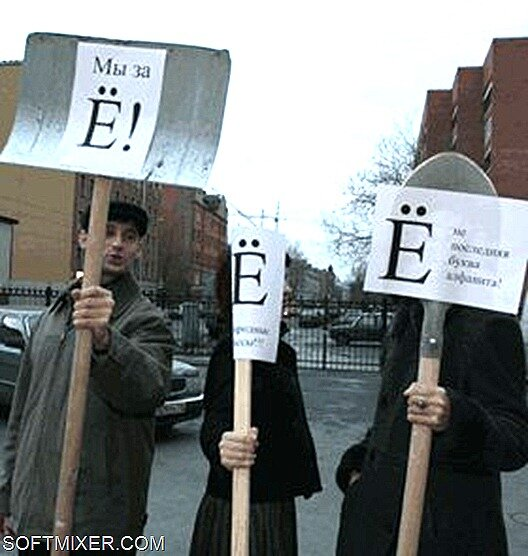 Мы за
Ё!
Ё
Ё
не
последняя
буква
алфавита!
SOFTMIXER.COM